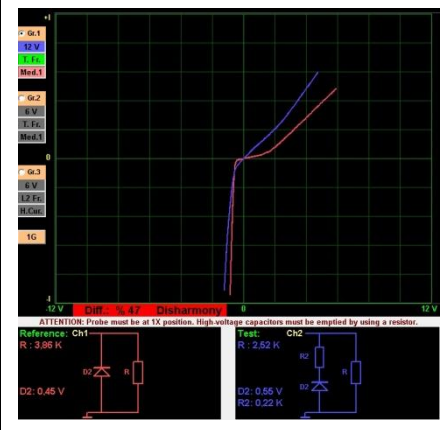 +1
Gr.1
12 V
T. Fr.
Med.1
Gr.2
6 V
T. Fr.
Med.1
0
Gr.3
6 V
L2 Fr.
H.Cur.
1G
-1
-12 V
Diff.: % 47 Disharmony
0
12 V
ATTENTION: Probe must be at 1X position. High-voltage capacitors must be emptied by using a resistor.
Reference: Ch1
R : 3,86 K
D2
R
D2: 0,45 V
Test: Ch2
R : 2,52 K
R2
D2
R
D2: 0,55 V
R2: 0,22 K